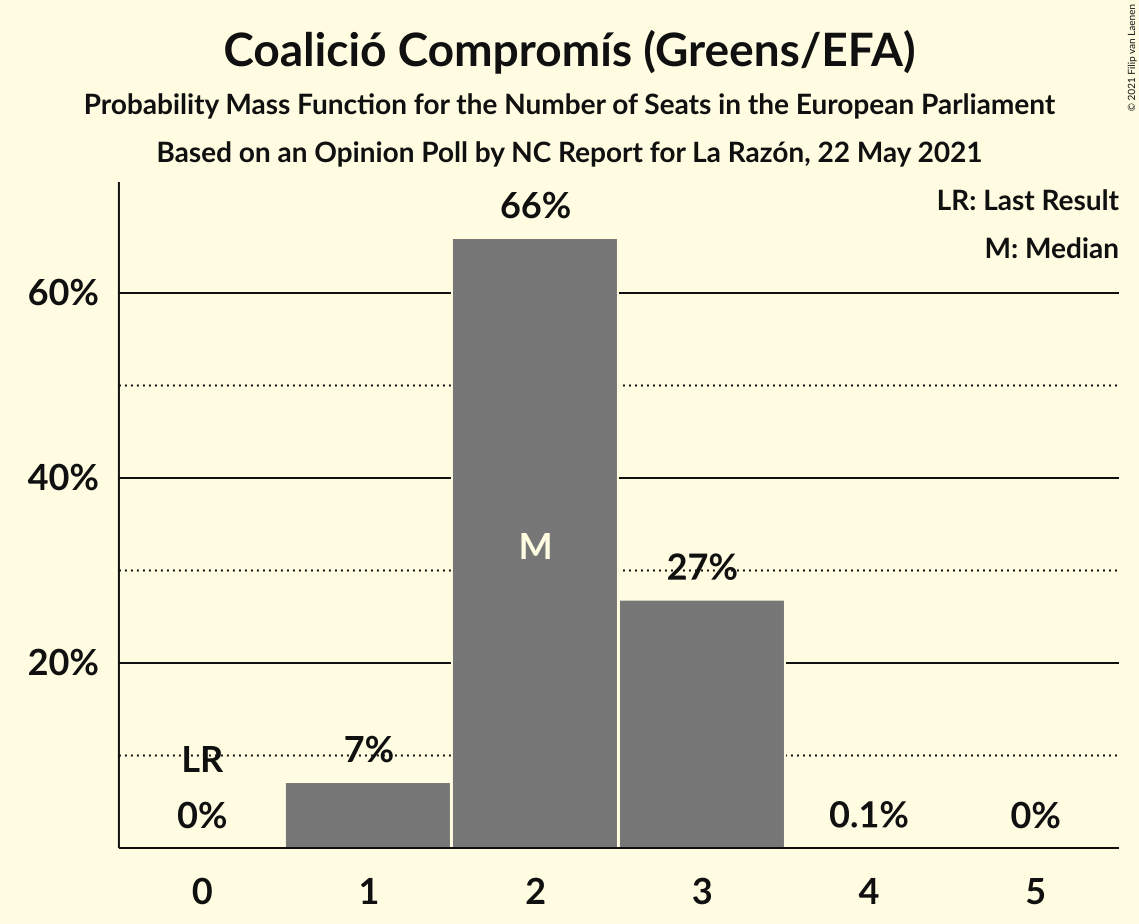 Coalició Compromís (Greens/EFA)
Probability Mass Function for the Number of Seats in the European Parliament
Based on an Opinion Poll by NC Report for La Razón, 22 May 2021
© 2021 Filip van Laenen
LR: Last Result
M: Median
66%
60%
40%
M
27%
20%
LR
7%
0%
0.1%
0%
0 1 2 3 4 5